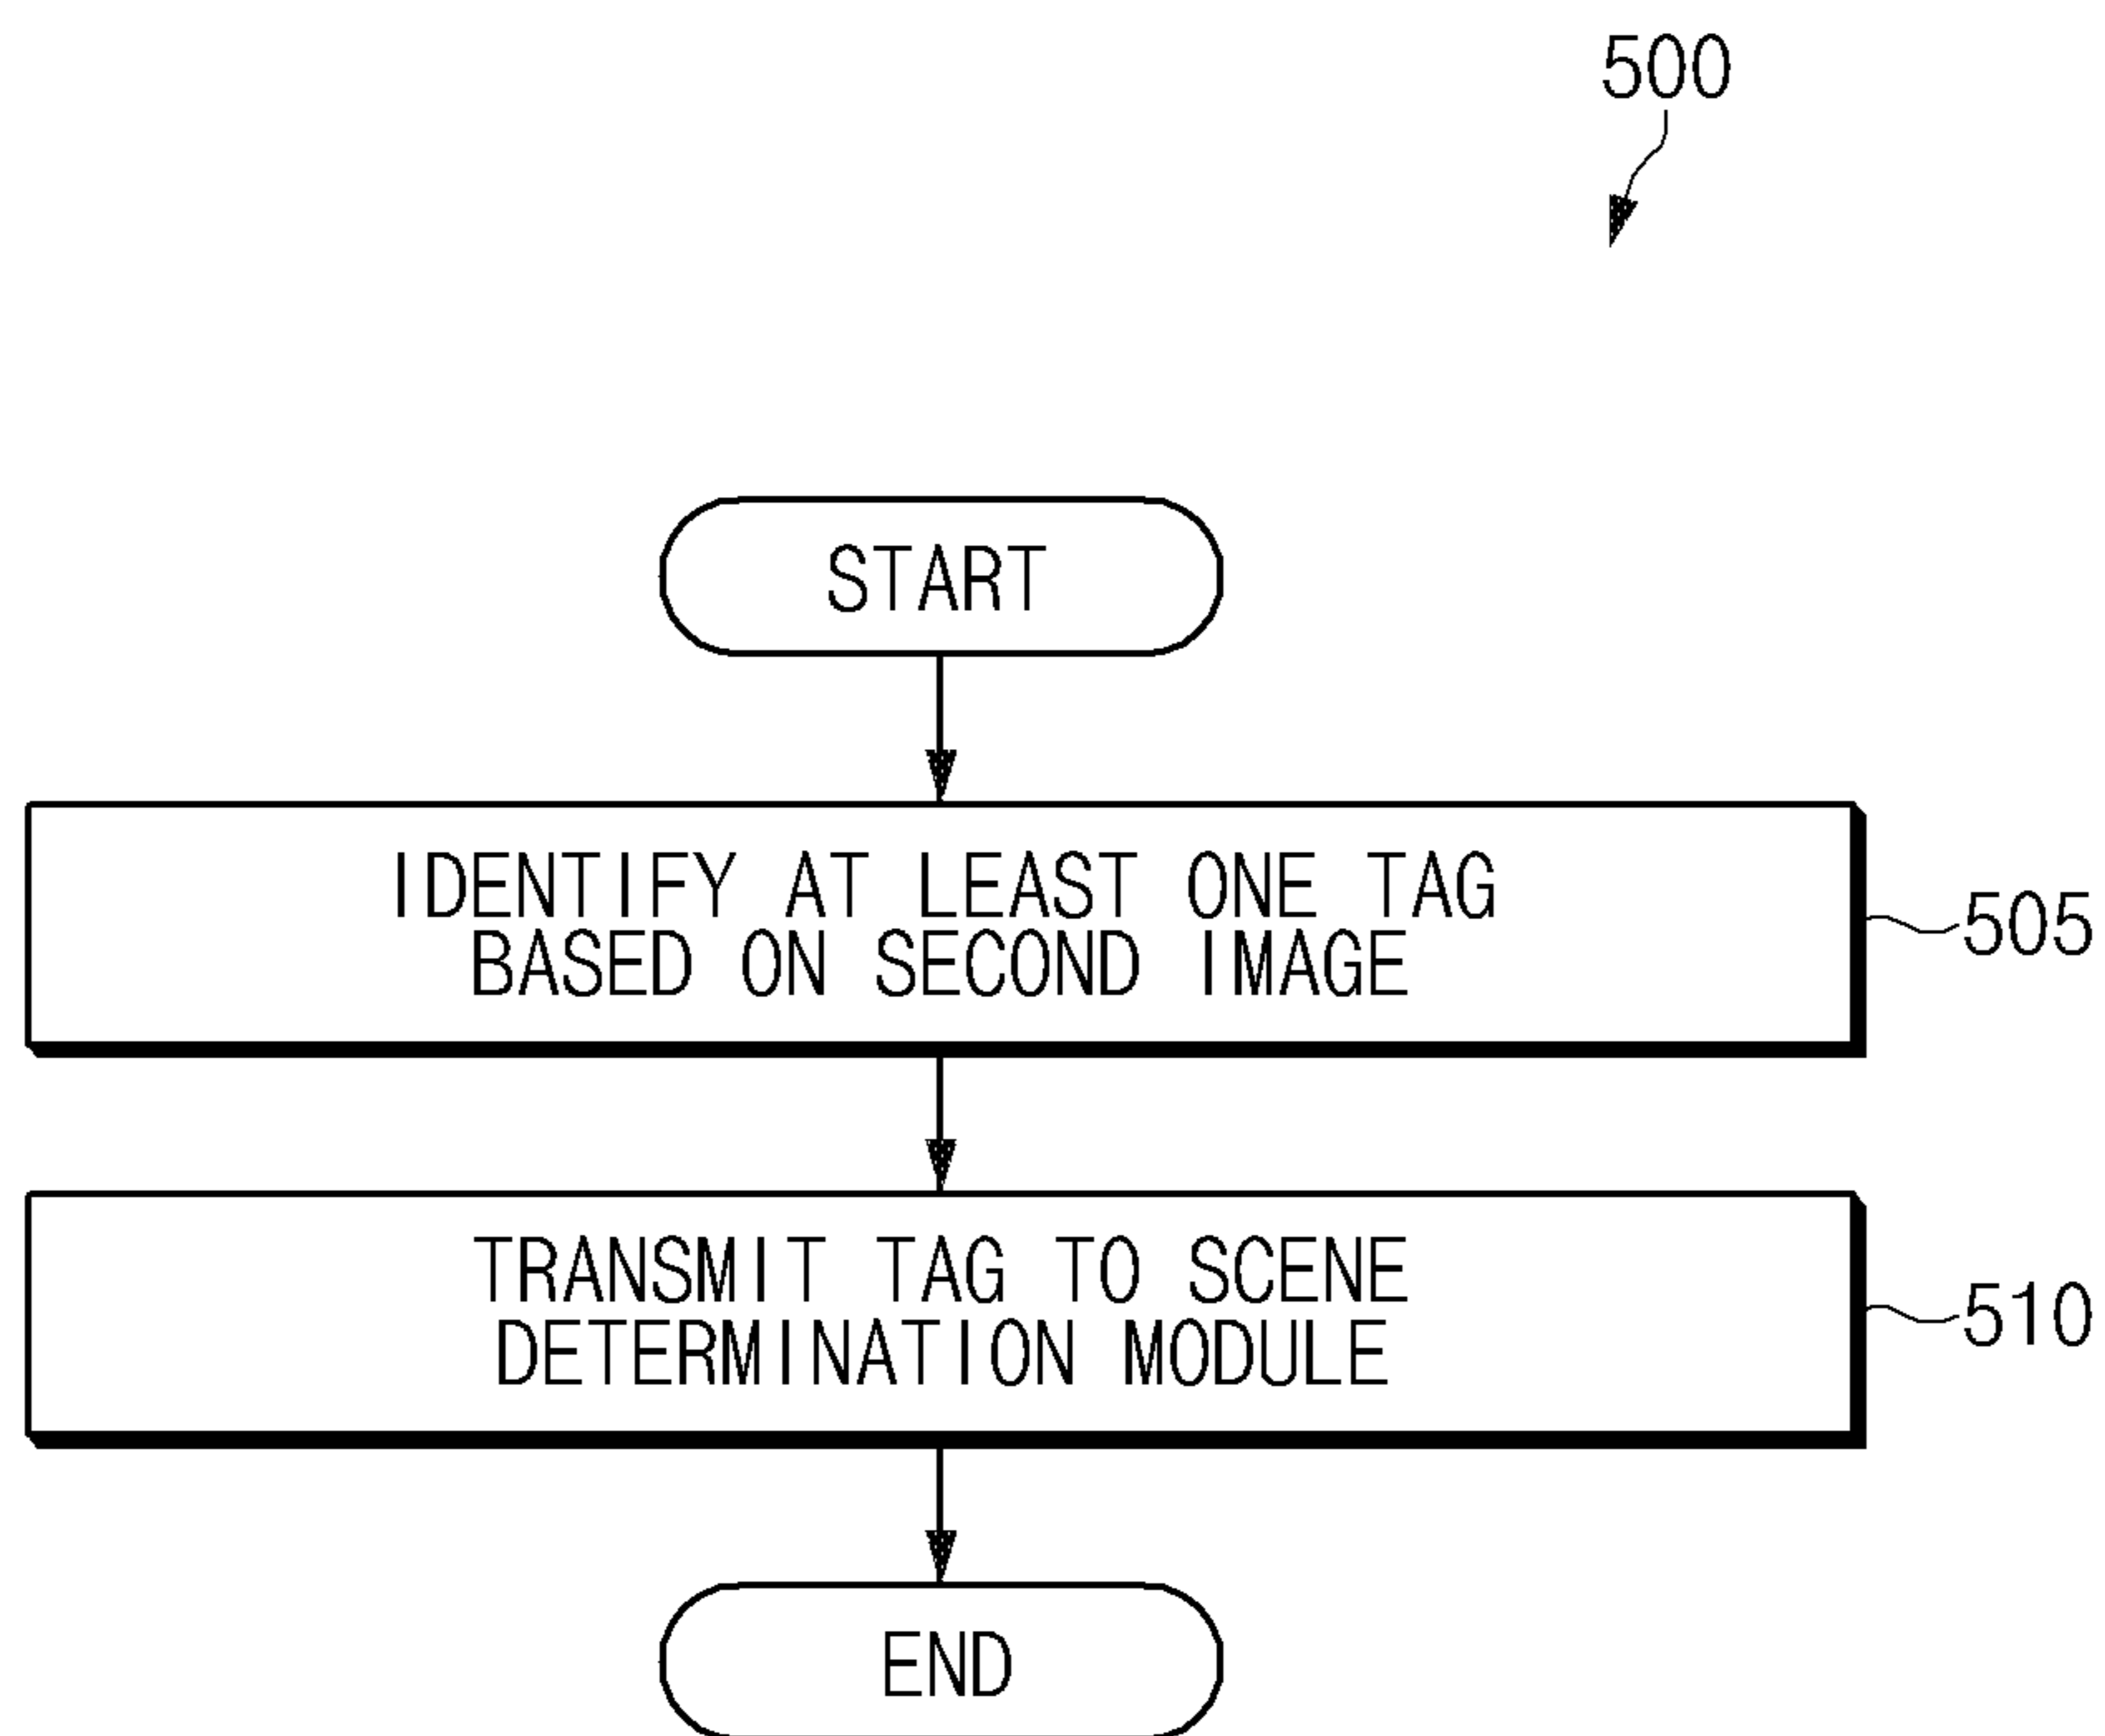 500
START
IDENTIFY AT LEAST ONE TAG
BASED ON SECOND IMAGE
505
TRANSMIT TAG TO SCENE
DETERMINATION MODULE
510
END